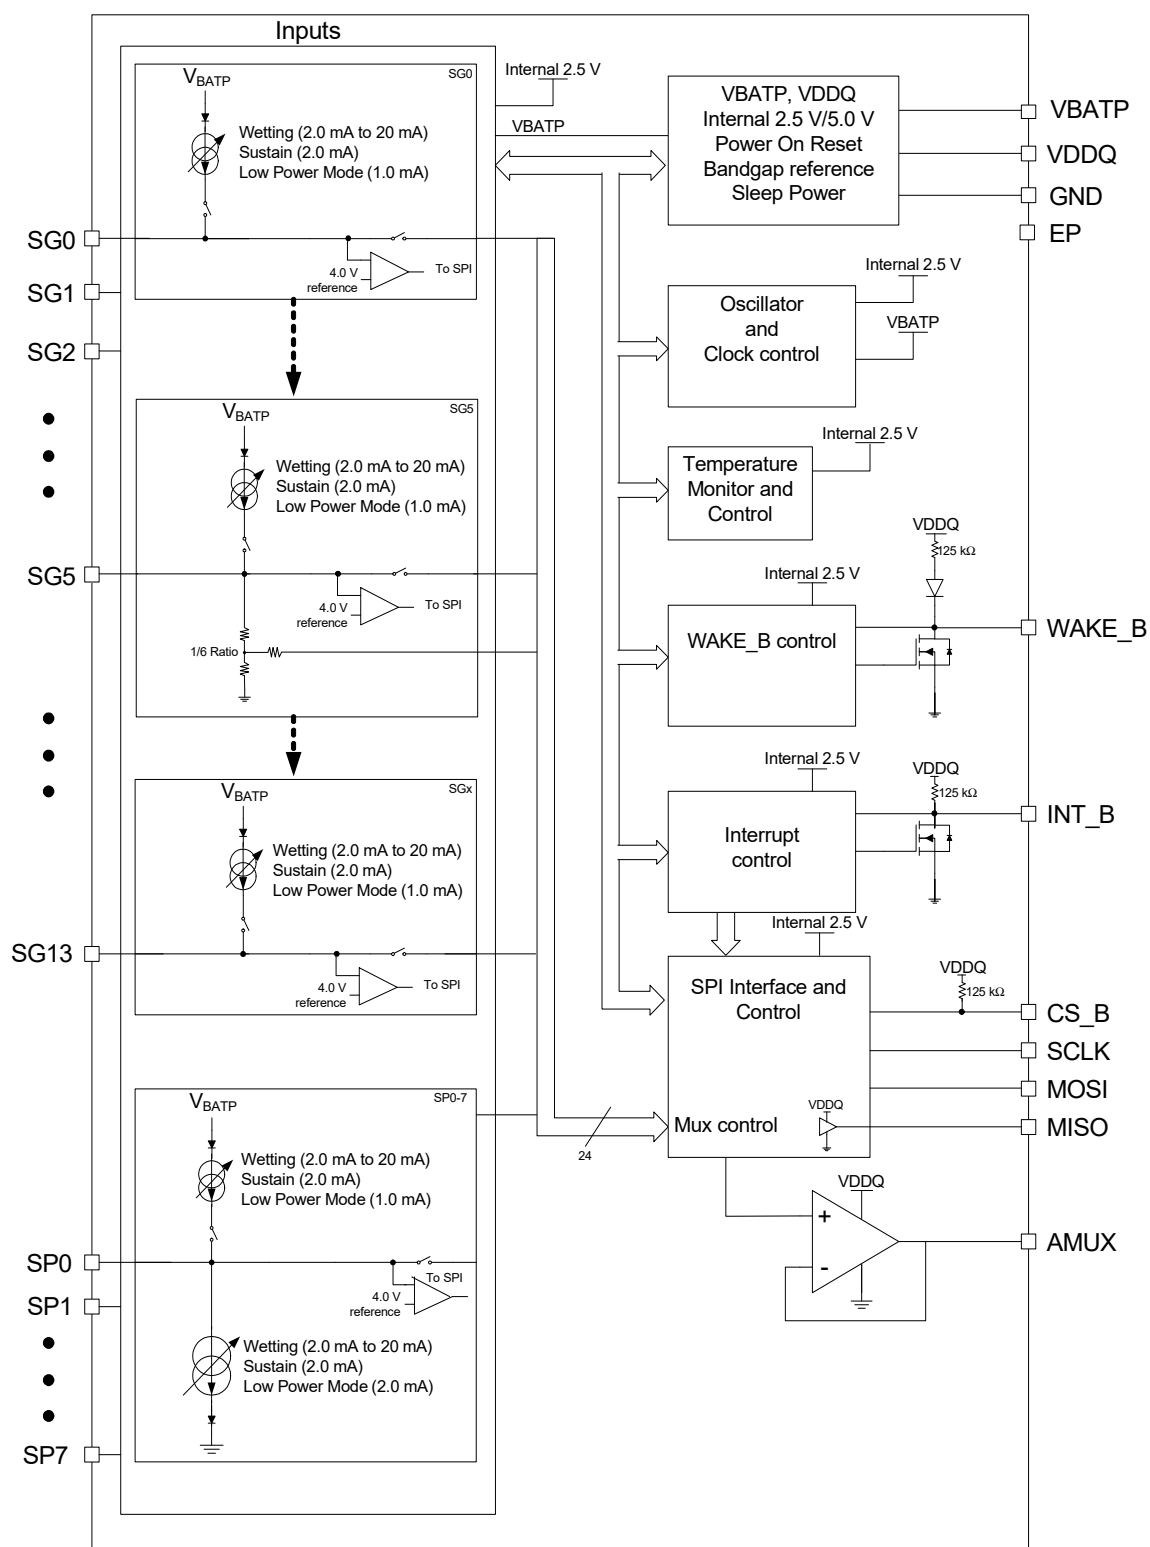 Inputs
SG0
VBATP
Wetting (2.0 mA to 20 mA)
Sustain (2.0 mA)
Low Power Mode (1.0 mA)
4.0 V
reference
To SPI
SG0
SG1
SG2
SG5
VBATP
Wetting (2.0 mA to 20 mA)
Sustain (2.0 mA)
Low Power Mode (1.0 mA)
4.0 V
reference
To SPI
1/6 Ratio
SG5
SGx
VBATP
Wetting (2.0 mA to 20 mA)
Sustain (2.0 mA)
Low Power Mode (1.0 mA)
4.0 V
reference
To SPI
SG13
SP0-7
VBATP
Wetting (2.0 mA to 20 mA)
Sustain (2.0 mA)
Low Power Mode (1.0 mA)
To SPI
4.0 V
reference
Wetting (2.0 mA to 20 mA)
Sustain (2.0 mA)
Low Power Mode (2.0 mA)
SP0
SP1
SP7
Internal 2.5 V
VBATP
VBATP, VDDQ
Internal 2.5 V/5.0 V
Power On Reset
Bandgap reference
Sleep Power
VBATP
VDDQ
GND
EP
Internal 2.5 V
VBATP
Oscillator
and
Clock control
Internal 2.5 V
Temperature
Monitor and
Control
Internal 2.5 V
WAKE_B control
VDDQ
125 kΩ
WAKE_B
Internal 2.5 V
Interrupt
control
VDDQ
125 kΩ
INT_B
Internal 2.5 V
SPI Interface and
Control
VDDQ
125 kΩ
CS_B
SCLK
MOSI
VDDQ
MISO
Mux control
24
VDDQ
+
-
AMUX